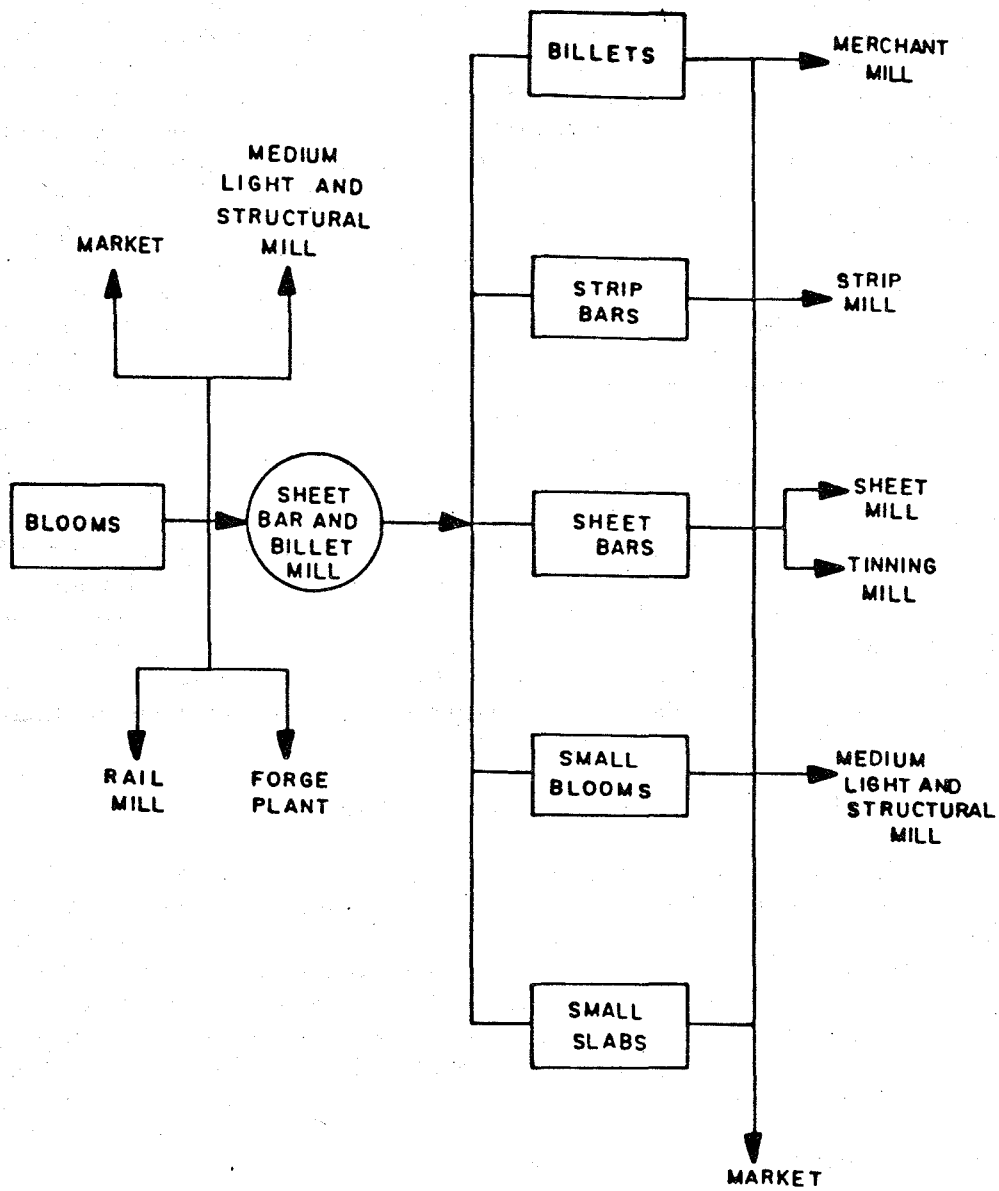 BILLETS
MERCHANT
MILL
MEDIUM
LIGHT AND
STRUCTURAL
MILL
MARKET
STRIP
BARS
STRIP
MILL
BLOOMS
SHEET
BAR AND
BILLET
MILL
SHEET
BARS
SHEET
MILL
TINNING
MILL
RAIL
MILL
FORGE
PLANT
SMALL
BLOOMS
MEDIUM
LIGHT AND
STRUCTURAL
MILL
SMALL
SLABS
MARKET